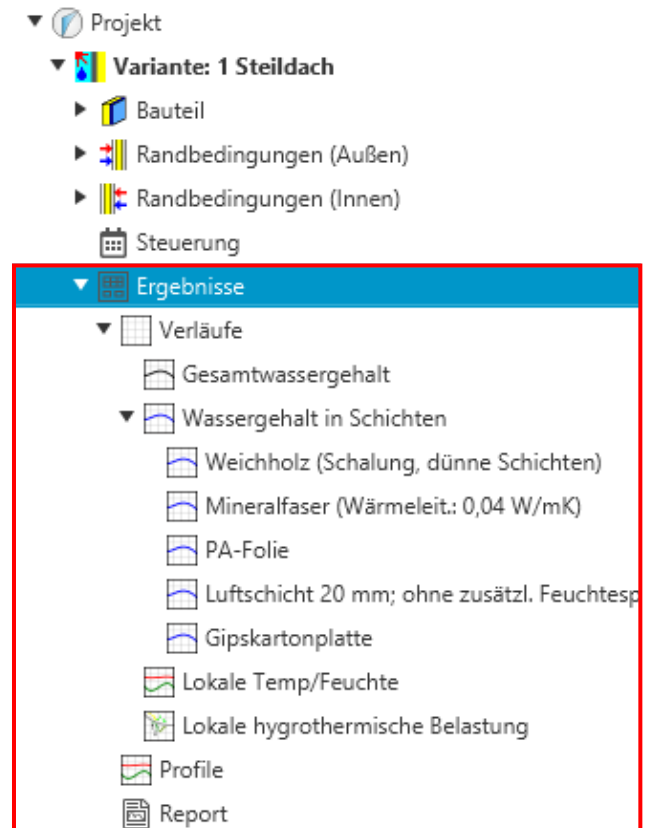 Projekt
Variante: 1 Steildach
Bauteil
Randbedingungen (Außen)
Randbedingungen (Innen)
Steuerung
Ergebnisse
Verläufe
Gesamtwassergehalt
Wassergehalt in Schichten
Weichholz (Schalung, dünne Schichten)
Mineralfaser (Wärmeleit.: 0,04 W/mK)
PA-Folie
Luftschicht 20 mm; ohne zusätzl. Feuchtesp
Gipskartonplatte
Lokale Temp/Feuchte
Lokale hygrothermische Belastung
Profile
Report